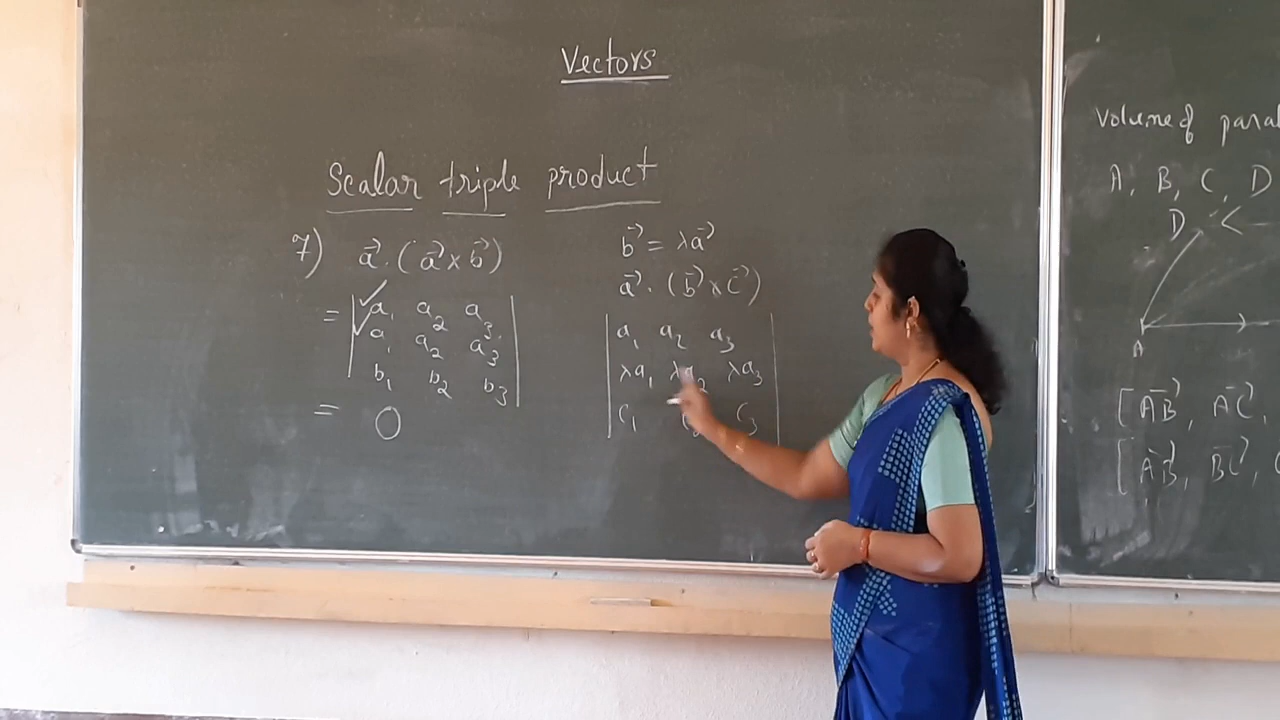 Vectors
Scalar triple product
7) a⃗ · (a⃗ × b⃗)
= | a₁ a₂ a₃ |
| a₁ a₂ a₃ |
| b₁ b₂ b₃ |
= 0
b⃗ = λa⃗
a⃗ · (b⃗ × c⃗)
| a₁ a₂ a₃ |
| λa₁ λa₂ λa₃ |
| c₁ c₃ |
Volume of
A, B, C, D
D
A
[AB⃗, AC⃗,
[AB⃗, BC⃗,